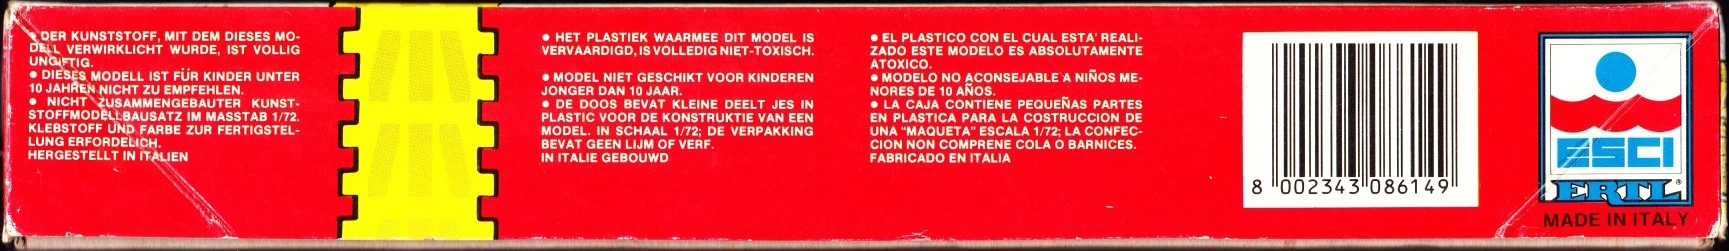 ● DER KUNSTSTOFF, MIT DEM DIESES MO-
DELL VERWIRKLICHT WURDE, IST VOLLIG
UNGIFTIG.
● DIESES MODELL IST FÜR KINDER UNTER
10 JAHREN NICHT ZU EMPFEHLEN.
● NICHT ZUSAMMENGEBAUTER KUNST-
STOFFMODELLBAUSATZ IM MASSTAB 1/72.
KLEBSTOFF UND FARBE ZUR FERTIGSTEL-
LUNG ERFORDELICH.
HERGESTELLT IN ITALIEN
● HET PLASTIEK WAARMEE DIT MODEL IS
VERVAARDIGD, IS VOLLEDIG NIET-TOXISCH.
● MODEL NIET GESCHIKT VOOR KINDEREN
JONGER DAN 10 JAAR.
● DE DOOS BEVAT KLEINE DEELT JES IN
PLASTIC VOOR DE KONSTRUKTIE VAN EEN
MODEL. IN SCHAAL 1/72; DE VERPAKKING
BEVAT GEEN LIJM OF VERF.
IN ITALIE GEBOUWD
● EL PLASTICO CON EL CUAL ESTA' REALI-
ZADO ESTE MODELO ES ABSOLUTAMENTE
ATOXICO.
● MODELO NO ACONSEJABLE A NIÑOS ME-
NORES DE 10 AÑOS.
● LA CAJA CONTIENE PEQUEÑAS PARTES
EN PLASTICA PARA LA COSTRUCCION DE
UNA "MAQUETA" ESCALA 1/72; LA CONFEC-
CION NON COMPRENE COLA O BARNICES.
FABRICADO EN ITALIA
8 002343 086149
ESCI
ERTL®
MADE IN ITALY